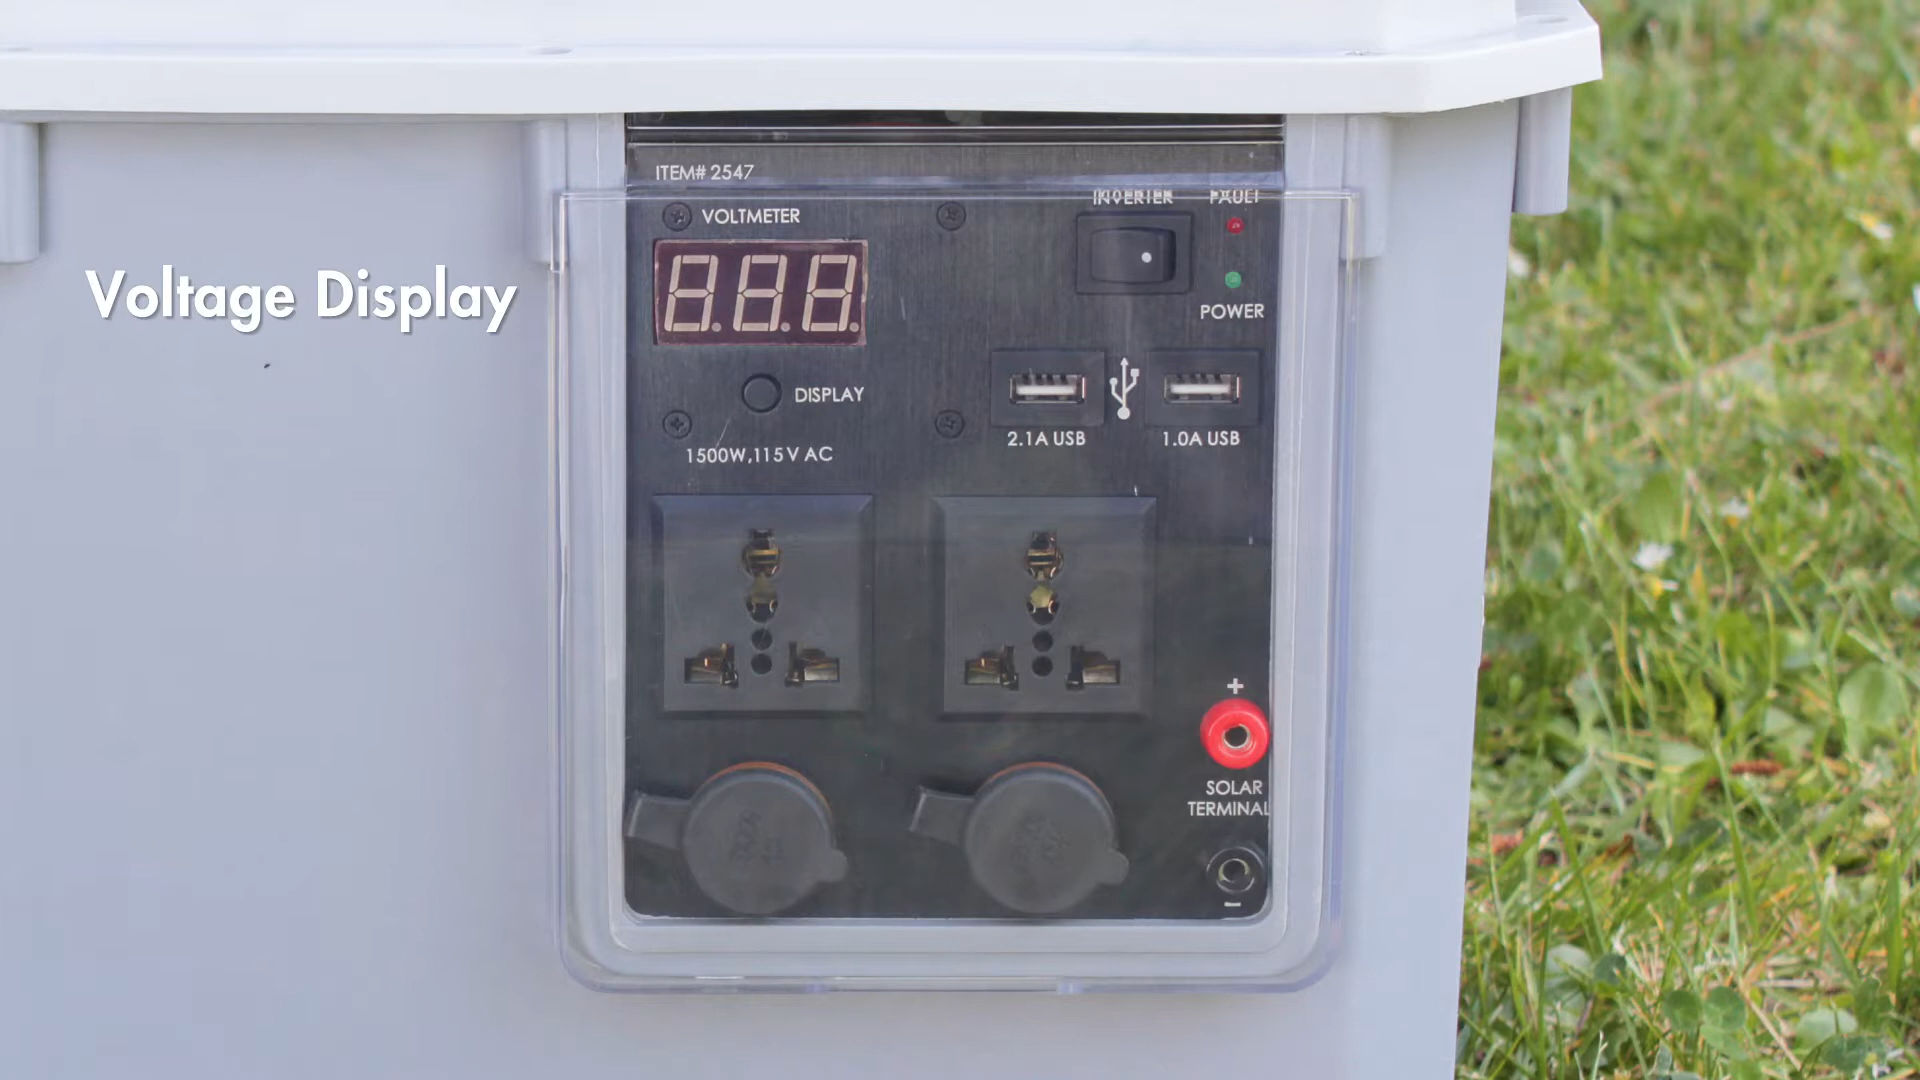 Voltage Display
ITEM# 2547
VOLTMETER
INVERTER
FAULT
POWER
DISPLAY
2.1A USB
1.0A USB
1500W,115V AC
+
SOLAR
TERMINAL
−